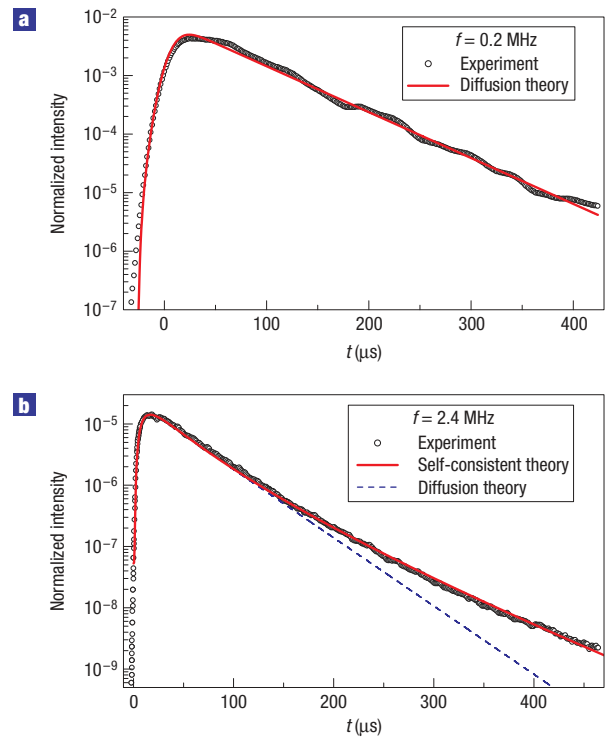 a
10⁻²
10⁻³
10⁻⁴
10⁻⁵
10⁻⁶
10⁻⁷
Normalized intensity
f = 0.2 MHz
Experiment
Diffusion theory
0 100 200 300 400
t (μs)
b
10⁻⁵
10⁻⁶
10⁻⁷
10⁻⁸
10⁻⁹
Normalized intensity
f = 2.4 MHz
Experiment
Self-consistent theory
Diffusion theory
0 100 200 300 400
t (μs)